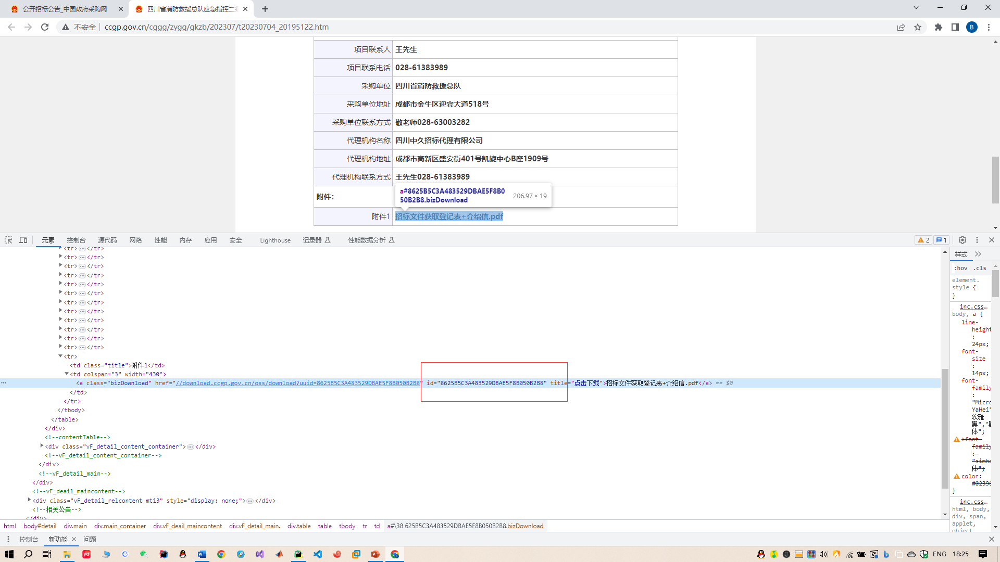 公开招标公告_中国政府采购网
四川省消防救援总队应急指挥二级
不安全
ccgp.gov.cn/cggg/zygg/gkzb/202307/t20230704_20195122.htm
B
项目联系人 王先生
项目联系电话 028-61383989
采购单位 四川省消防救援总队
采购单位地址 成都市金牛区迎宾大道518号
采购单位联系方式 敬老师028-63003282
代理机构名称 四川中久招标代理有限公司
代理机构地址 成都市高新区盛安街401号凯旋中心B座1909号
代理机构联系方式 王先生028-61383989
附件：
a#8625B5C3A483529DBAE5F8B0
50B2B8.bizDownload
206.97 × 19
附件1 招标文件获取登记表+介绍信.pdf
元素 控制台 源代码 网络 性能 内存 应用 安全 Lighthouse 记录器 性能数据分析 2 1
<tr>…</tr>
<tr>…</tr>
<tr>…</tr>
<tr>…</tr>
<tr>…</tr>
<tr>…</tr>
<tr>…</tr>
<tr>…</tr>
<tr>…</tr>
<tr>…</tr>
<tr>…</tr>
<tr>…</tr>
<tr>
<td class="title">附件1</td>
<td colspan="3" width="430">
<a class="bizDownload" href="//download.ccgp.gov.cn/oss/download?uuid=8625B5C3A483529DBAE5F8B050B2B8" id="8625B5C3A483529DBAE5F8B050B2B8" title="点击下载">招标文件获取登记表+介绍信.pdf</a> == $0
</td>
</tr>
</tbody>
</table>
</div>
<!--contentTable-->
<div class="vF_detail_content_container">…</div>
<!--vF_detail_content_container-->
</div>
<!--vF_detail_main-->
</div>
<!--vF_deail_maincontent-->
<div class="vF_detail_relcontent mt13" style="display: none;">…</div>
<!--相关公告-->
</div>
样式
:hov .cls
element.
style {
}
inc.css…
body, a {
line-
height
:
24px;
font-
size
:
14px;
font-
family
:
"Micro
YaHei"
软雅
黑","黑
体";
>font-
family
:
"simhe
体";
color:
#02396
}
inc.css…
html, body,
div, span,
applet,
object
html body#detail div.main div.main_container div.vF_deail_maincontent div.vF_detail_main. div.table table tbody tr td a#\38 625B5C3A483529DBAE5F8B050B2B8.bizDownload
控制台 新功能 问题
yd
ENG 18:25